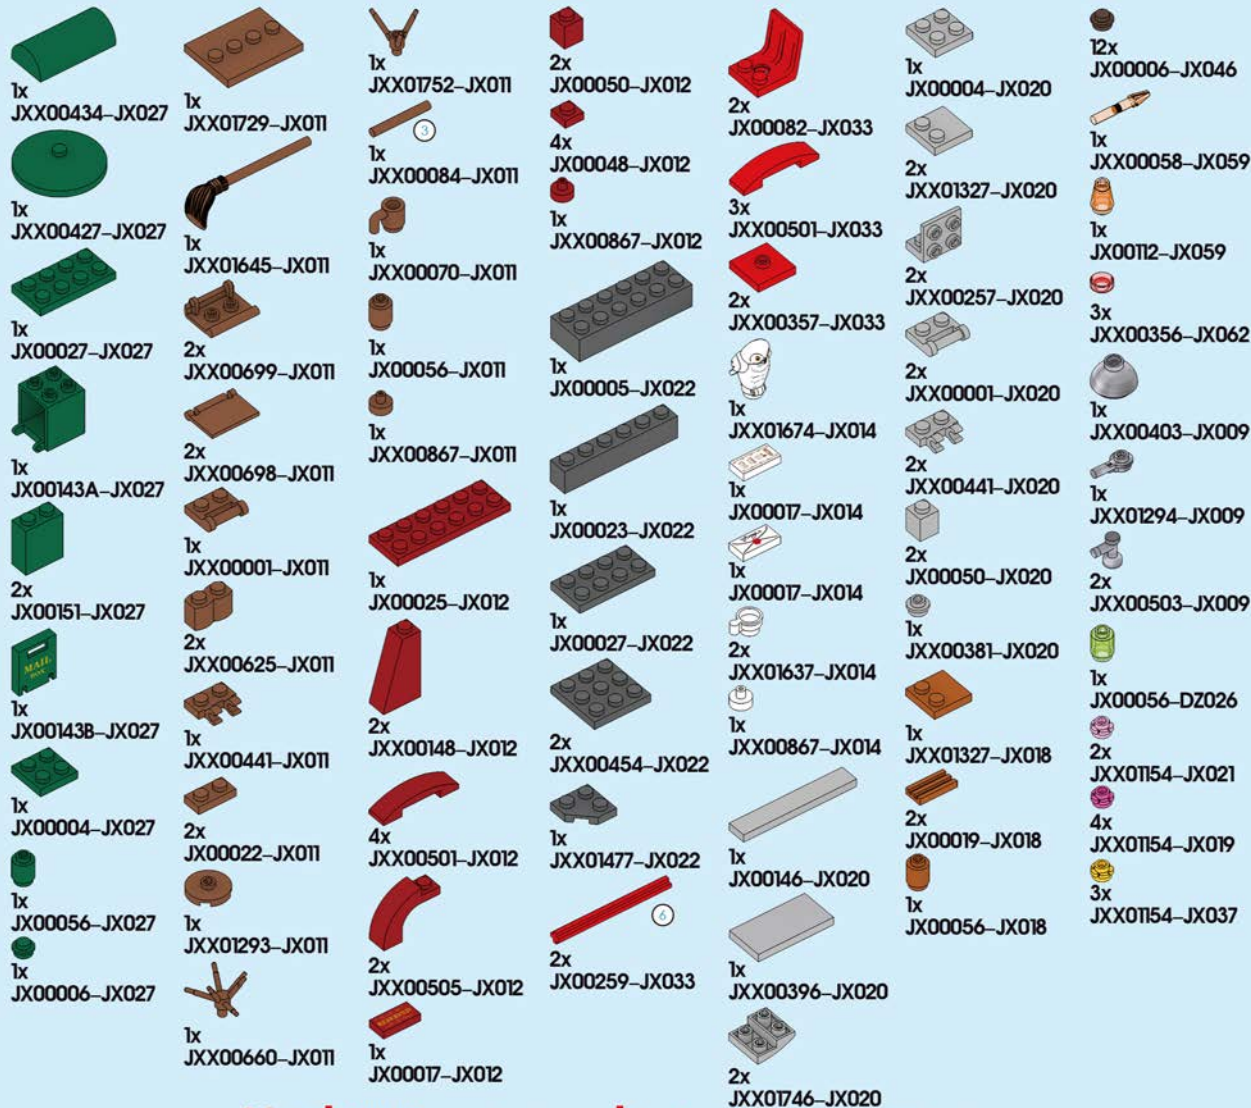 1x
JXX00434–JX027
1x
JXX00427–JX027
1x
JX00027–JX027
1x
JX00143A–JX027
2x
JX00151–JX027
MAIL
BOX
1x
JX00143B–JX027
1x
JX00004–JX027
1x
JX00056–JX027
1x
JX00006–JX027
1x
JXX01729–JX011
1x
JXX01645–JX011
2x
JXX00699–JX011
2x
JXX00698–JX011
1x
JXX00001–JX011
2x
JXX00625–JX011
1x
JXX00441–JX011
2x
JX00022–JX011
1x
JXX01293–JX011
1x
JXX00660–JX011
1x
JXX01752–JX011
3
1x
JXX00084–JX011
1x
JXX00070–JX011
1x
JX00056–JX011
1x
JXX00867–JX011
1x
JX00025–JX012
2x
JXX00148–JX012
4x
JXX00501–JX012
2x
JXX00505–JX012
1x
JX00017–JX012
2x
JX00050–JX012
4x
JX00048–JX012
1x
JXX00867–JX012
1x
JX00005–JX022
1x
JX00023–JX022
1x
JX00027–JX022
2x
JXX00454–JX022
1x
JXX01477–JX022
6
2x
JX00259–JX033
2x
JX00082–JX033
3x
JXX00501–JX033
2x
JXX00357–JX033
1x
JXX01674–JX014
1x
JX00017–JX014
1x
JX00017–JX014
2x
JXX01637–JX014
1x
JXX00867–JX014
1x
JX00146–JX020
1x
JXX00396–JX020
2x
JXX01746–JX020
1x
JX00004–JX020
2x
JXX01327–JX020
2x
JXX00257–JX020
2x
JXX00001–JX020
2x
JXX00441–JX020
2x
JX00050–JX020
1x
JXX00381–JX020
1x
JXX01327–JX018
2x
JX00019–JX018
1x
JX00056–JX018
12x
JX00006–JX046
1x
JXX00058–JX059
1x
JX00112–JX059
3x
JXX00356–JX062
1x
JXX00403–JX009
1x
JXX01294–JX009
2x
JXX00503–JX009
1x
JX00056–DZ026
2x
JXX01154–JX021
4x
JXX01154–JX019
3x
JXX01154–JX037